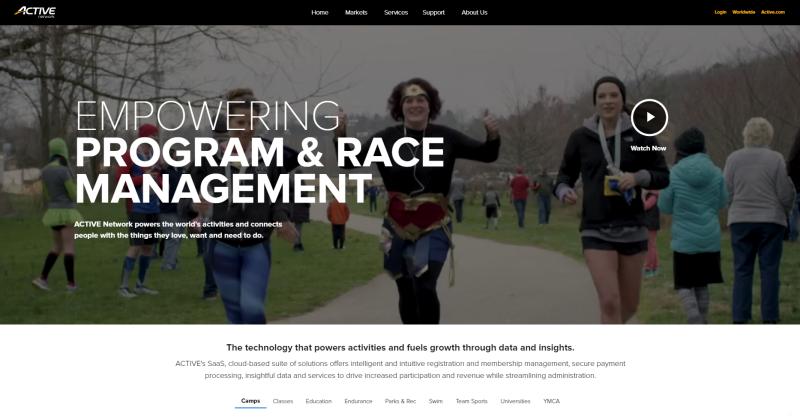 ACTIVE
network
Home Markets Services Support About Us
Login Worldwide Active.com
EMPOWERING
PROGRAM & RACE
MANAGEMENT
Watch Now
ACTIVE Network powers the world's activities and connects
people with the things they love, want and need to do.
The technology that powers activities and fuels growth through data and insights.
ACTIVE's SaaS, cloud-based suite of solutions offers intelligent and intuitive registration and membership management, secure payment
processing, insightful data and services to drive increased participation and revenue while streamlining administration.
Camps Classes Education Endurance Parks & Rec Swim Team Sports Universities YMCA